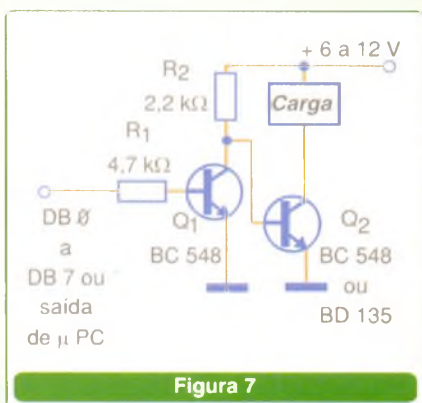 + 6 a 12 V
R2
2,2 kΩ
Carga
R1
4,7 kΩ
DB 0
a
DB 7 ou
saída
de µ PC
Q1
BC 548
Q2
BC 548
ou
BD 135
Figura 7